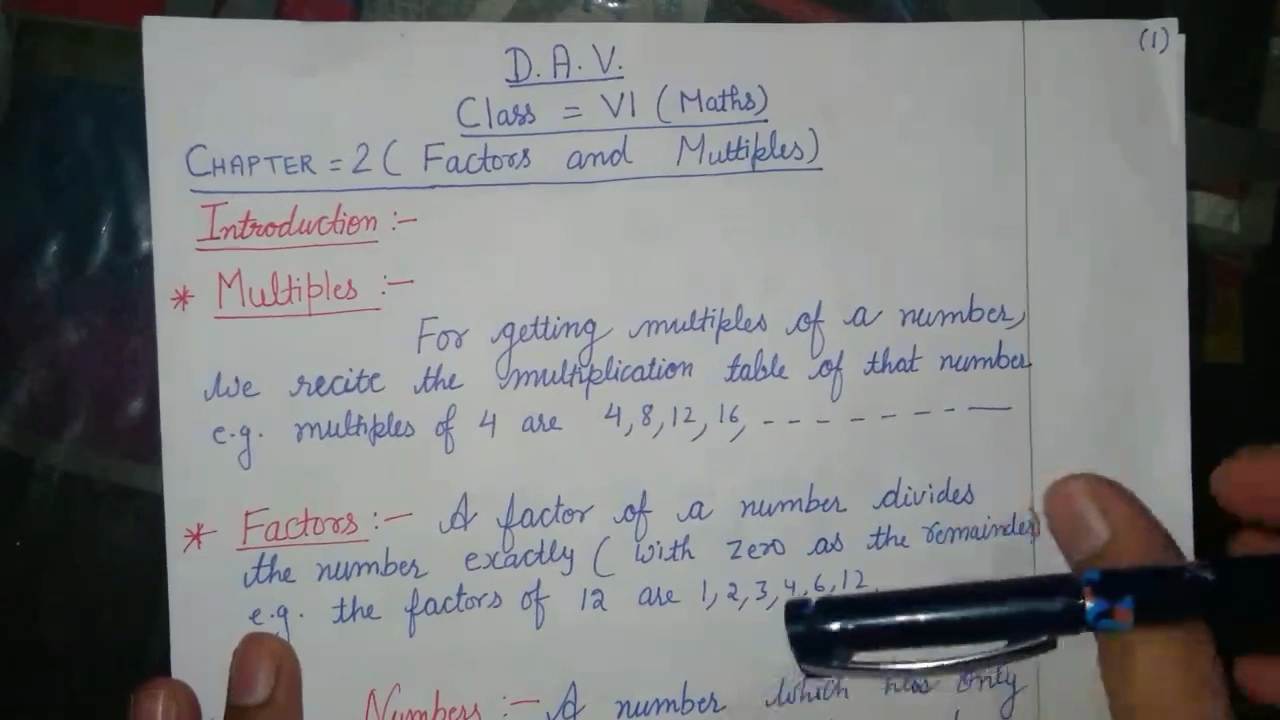 (1)
D. A. V.
Class = VI (Maths)
CHAPTER = 2 ( Factors and Multiples)
Introduction :-
* Multiples :-
For getting multiples of a number,
we recite the multiplication table of that number
e.g. multiples of 4 are 4, 8, 12, 16, - - - - - - - -
* Factors :- A factor of a number divides
the number exactly ( with zero as the remainder)
e.g. the factors of 12 are 1, 2, 3, 4, 6, 12.
Numbers :- A number which has only